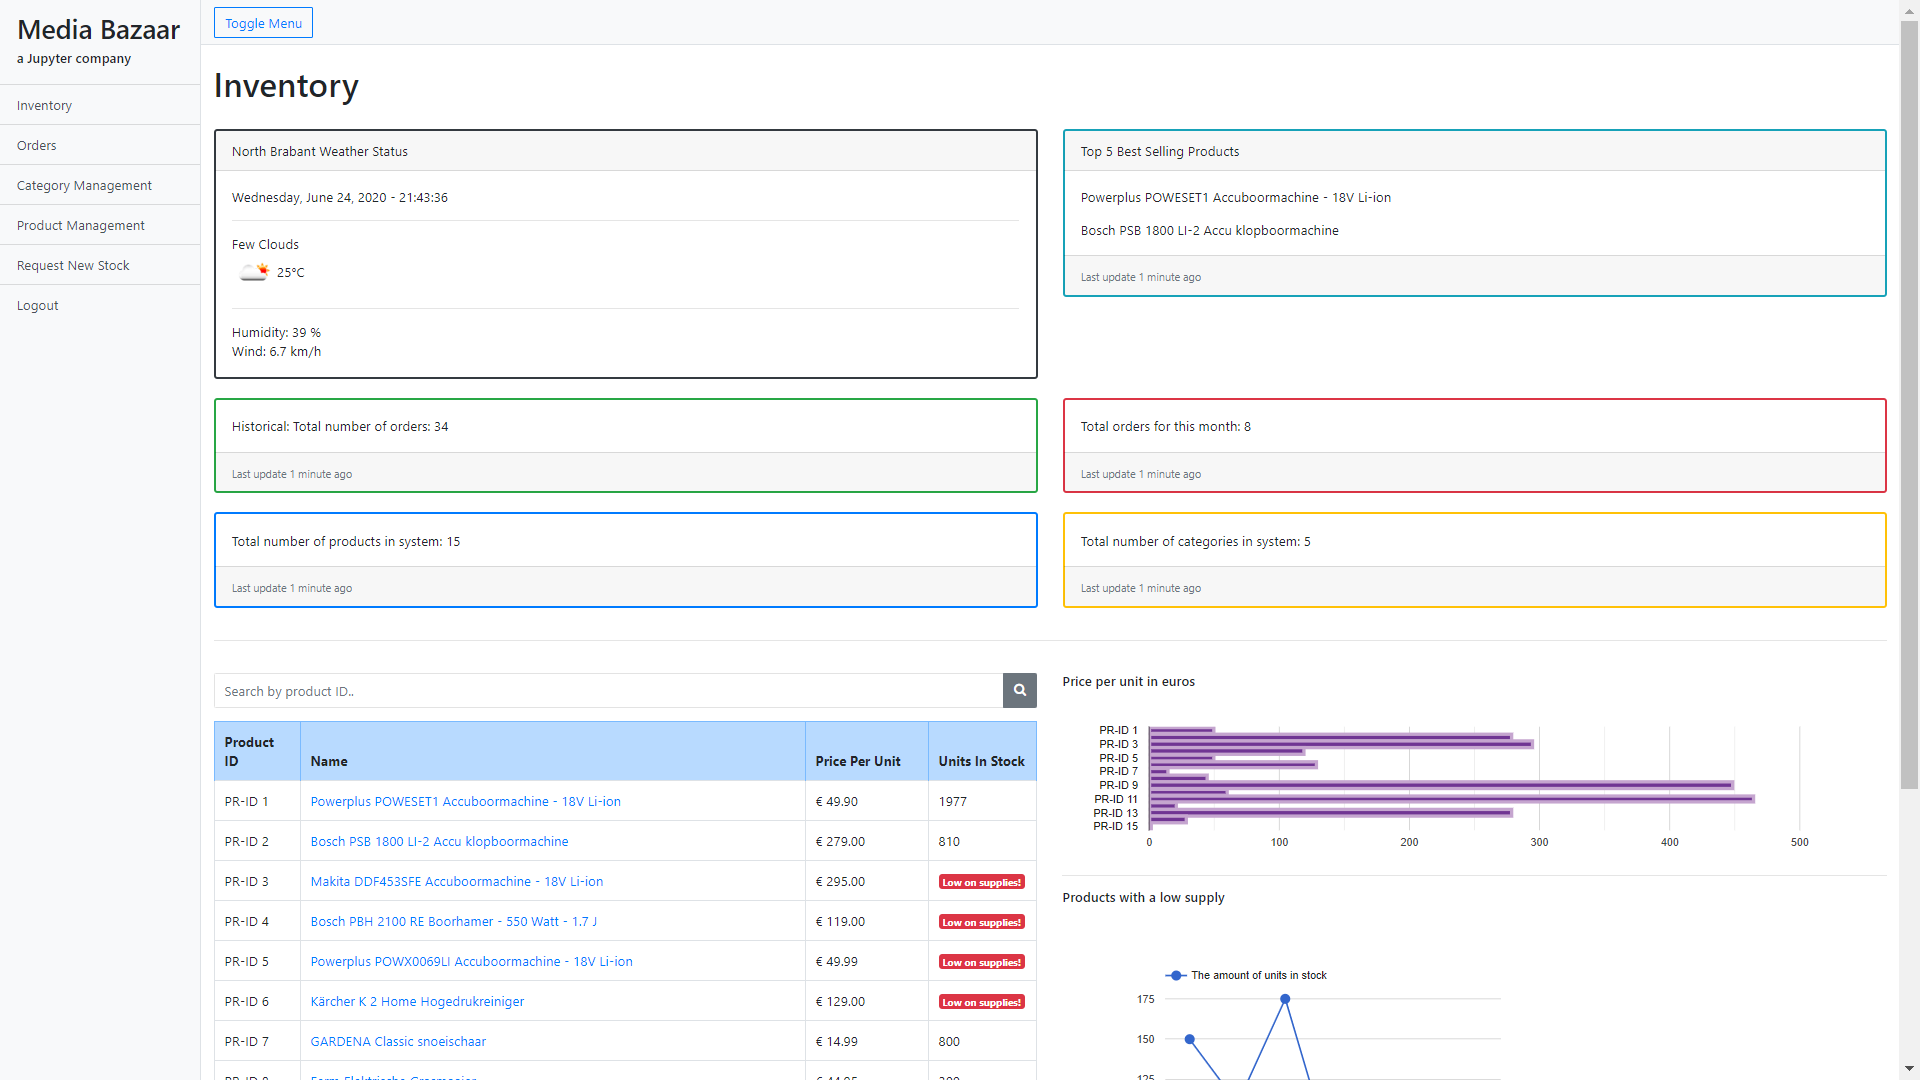 Media Bazaar
a Jupyter company
Inventory
Orders
Category Management
Product Management
Request New Stock
Logout
Toggle Menu
Inventory
North Brabant Weather Status
Wednesday, June 24, 2020 - 21:43:36
Few Clouds
25°C
Humidity: 39 %
Wind: 6.7 km/h
Top 5 Best Selling Products
Powerplus POWESET1 Accuboormachine - 18V Li-ion
Bosch PSB 1800 LI-2 Accu klopboormachine
Last update 1 minute ago
Historical: Total number of orders: 34
Last update 1 minute ago
Total orders for this month: 8
Last update 1 minute ago
Total number of products in system: 15
Last update 1 minute ago
Total number of categories in system: 5
Last update 1 minute ago
Search by product ID..
Product ID Name Price Per Unit Units In Stock
PR-ID 1 Powerplus POWESET1 Accuboormachine - 18V Li-ion € 49.90 1977
PR-ID 2 Bosch PSB 1800 LI-2 Accu klopboormachine € 279.00 810
PR-ID 3 Makita DDF453SFE Accuboormachine - 18V Li-ion € 295.00 Low on supplies!
PR-ID 4 Bosch PBH 2100 RE Boorhamer - 550 Watt - 1.7 J € 119.00 Low on supplies!
PR-ID 5 Powerplus POWX0069LI Accuboormachine - 18V Li-ion € 49.99 Low on supplies!
PR-ID 6 Kärcher K 2 Home Hogedrukreiniger € 129.00 Low on supplies!
PR-ID 7 GARDENA Classic snoeischaar € 14.99 800
Price per unit in euros
PR-ID 1
PR-ID 3
PR-ID 5
PR-ID 7
PR-ID 9
PR-ID 11
PR-ID 13
PR-ID 15
0 100 200 300 400 500
Products with a low supply
The amount of units in stock
175
150
125